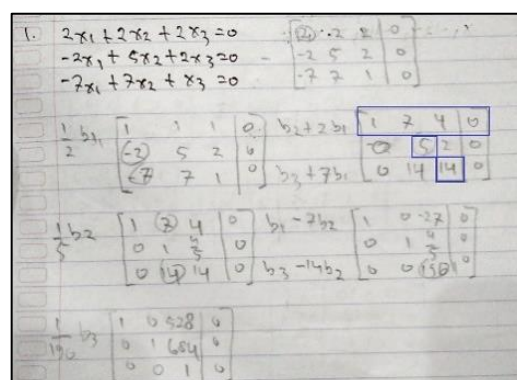 1. 2x₁ + 2x₂ + 2x₃ = 0
-2x₁ + 5x₂ + 2x₃ = 0
-7x₁ + 7x₂ + x₃ = 0
2 2 2 0
-2 5 2 0
-7 7 1 0
1/2 b1
1 1 1 0
-2 5 2 0
-7 7 1 0
b2 + 2b1
b3 + 7b1
1 7 4 0
0 5 2 0
0 14 14 0
1/5 b2
1 7 4 0
0 1 4/5 0
0 14 14 0
b1 - 7b2
b3 - 14b2
1 0 -27 0
0 1 4/5 0
0 0 0
b3
1 0 528 0
0 1 684 0
0 0 1 0